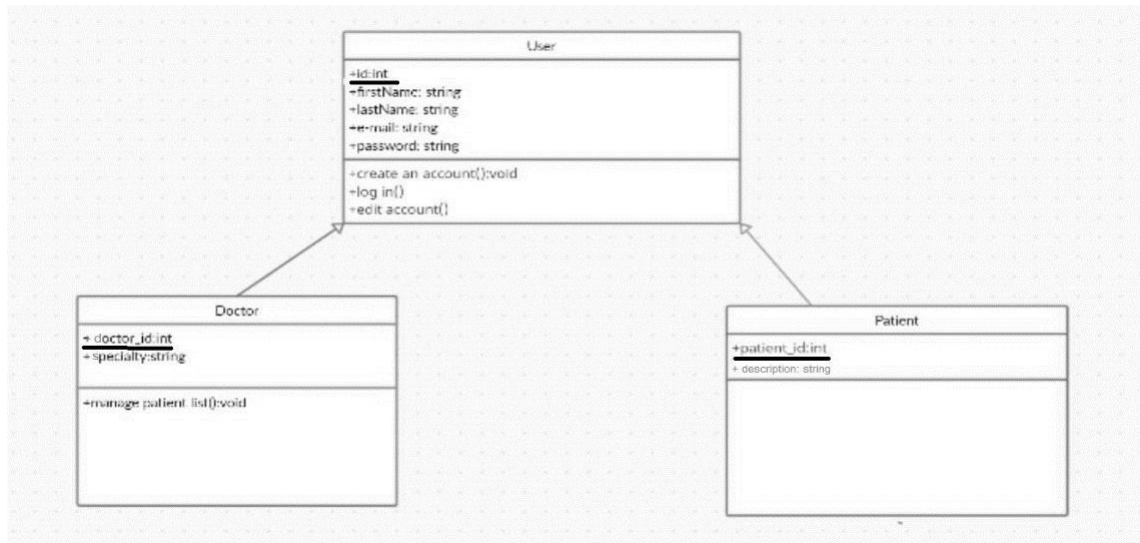 User
+id:int
+firstName: string
+lastName: string
+e-mail: string
+password: string
+create an account():void
+log in()
+edit account()
Doctor
+ doctor_id:int
+ specialty:string
+manage patient list():void
Patient
+patient_id:int
+ description: string